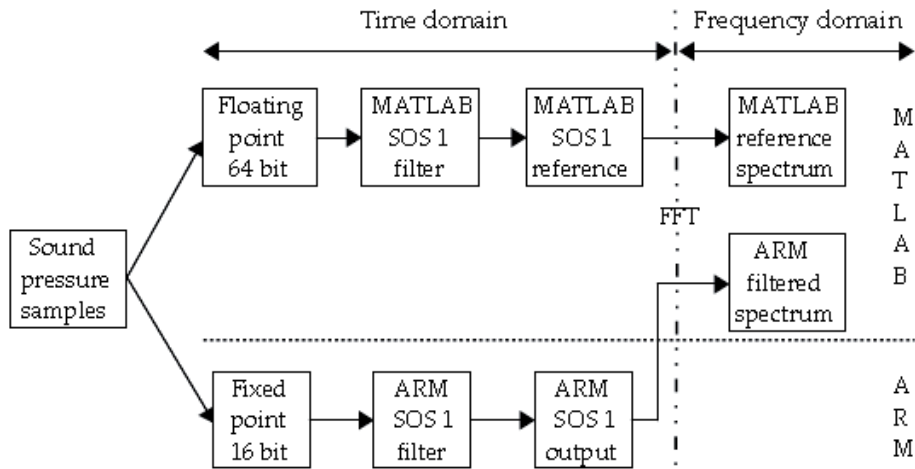 Time domain
Frequency domain
Floating
point
64 bit
MATLAB
SOS 1
filter
MATLAB
SOS 1
reference
MATLAB
reference
spectrum
M
A
T
L
A
B
FFT
Sound
pressure
samples
ARM
filtered
spectrum
Fixed
point
16 bit
ARM
SOS 1
filter
ARM
SOS 1
output
A
R
M